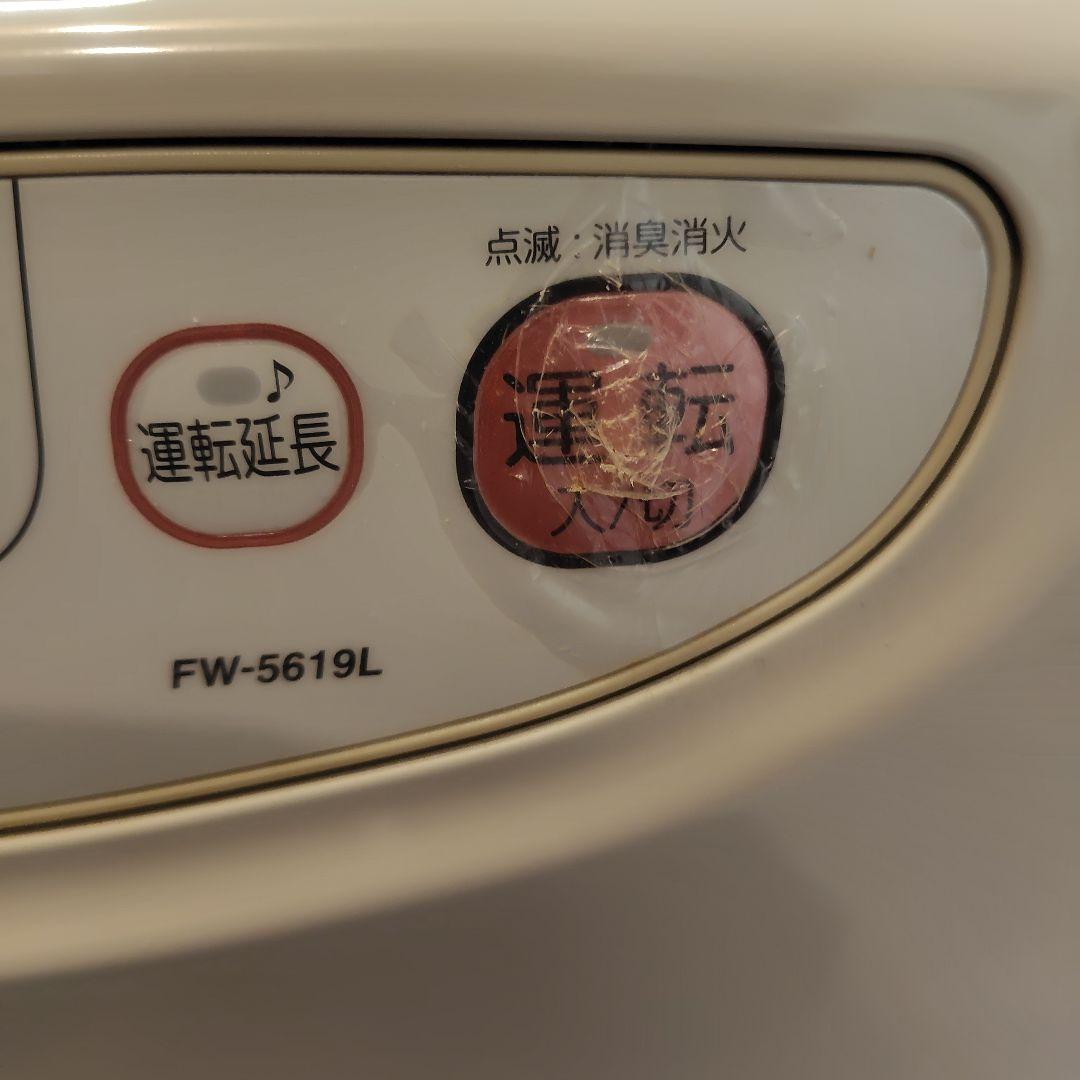 点滅：消臭消火
♪
運転延長
運転
入/切
FW-5619L